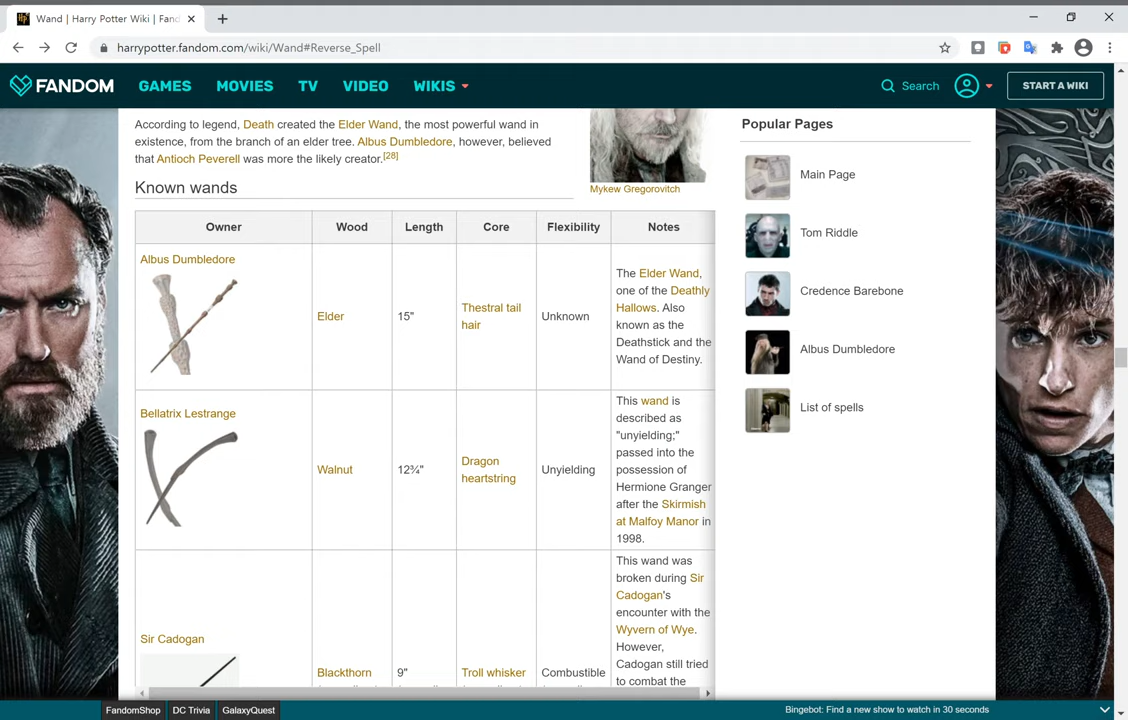 Wand | Harry Potter Wiki | Fand
harrypotter.fandom.com/wiki/Wand#Reverse_Spell
FANDOM GAMES MOVIES TV VIDEO WIKIS Search START A WIKI
According to legend, Death created the Elder Wand, the most powerful wand in
existence, from the branch of an elder tree. Albus Dumbledore, however, believed
that Antioch Peverell was more the likely creator.[28]
Mykew Gregorovitch
Known wands
Owner Wood Length Core Flexibility Notes
Albus Dumbledore
Elder
15"
Thestral tail
hair
Unknown
The Elder Wand,
one of the Deathly
Hallows. Also
known as the
Deathstick and the
Wand of Destiny.
Bellatrix Lestrange
Walnut
12¾"
Dragon
heartstring
Unyielding
This wand is
described as
"unyielding;"
passed into the
possession of
Hermione Granger
after the Skirmish
at Malfoy Manor in
1998.
Sir Cadogan
Blackthorn
9"
Troll whisker
Combustible
This wand was
broken during Sir
Cadogan's
encounter with the
Wyvern of Wye.
However,
Cadogan still tried
to combat the
Popular Pages
Main Page
Tom Riddle
Credence Barebone
Albus Dumbledore
List of spells
FandomShop DC Trivia GalaxyQuest
Bingebot: Find a new show to watch in 30 seconds